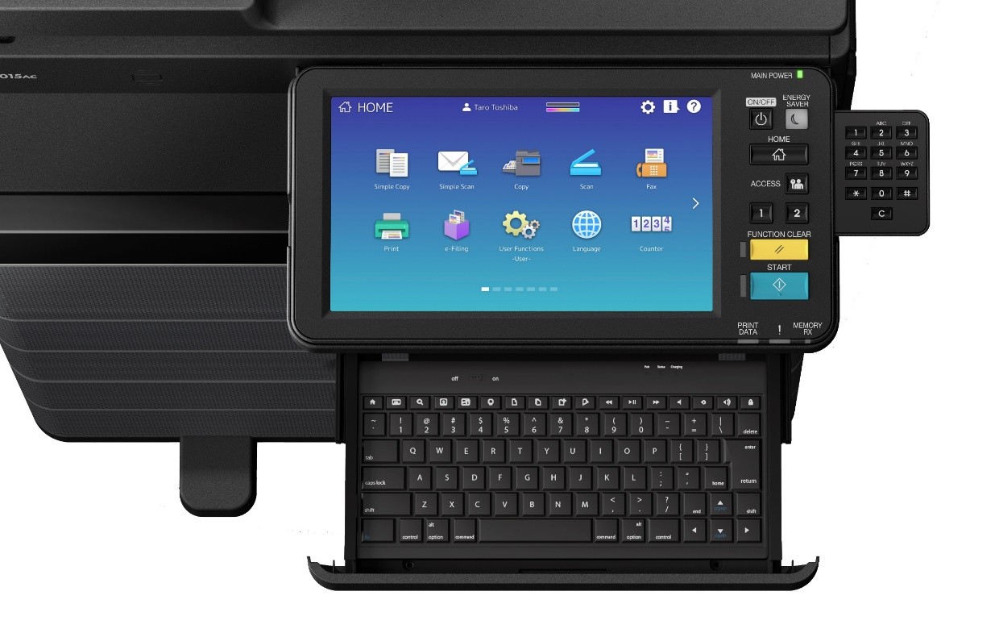 015AC
MAIN POWER
HOME
Taro Toshiba
ON/OFF
ENERGY
SAVER
HOME
ACCESS
1 2
FUNCTION CLEAR
START
PRINT
DATA
!
MEMORY
RX
Simple Copy
Simple Scan
Copy
Scan
Fax
Print
e-Filing
User Functions
-User-
Language
1234
Counter
ABC DEF
1 2 3
GHI JKL MNO
4 5 6
PQRS TUV WXYZ
7 8 9
* 0 #
C
off on
Charging
~ ! @ # $ % ^ & * ( ) – + |
` 1 2 3 4 5 6 7 8 9 0 - = \ delete
tab Q W E R T Y U I O P { [ } ] enter
caps lock A S D F G H J K L : ; " ' home return
shift Z X C V B N M < , > . ? / end shift
fn control alt option command command alt option control